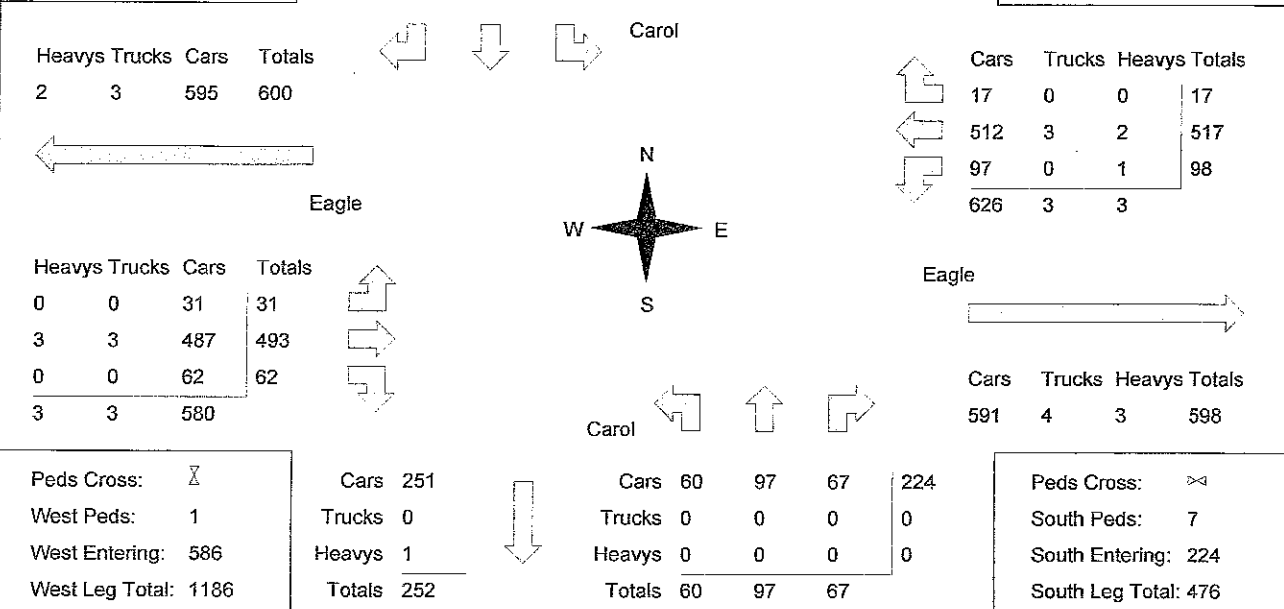 Carol
Heavys Trucks Cars Totals
2 3 595 600
Cars Trucks Heavys Totals
17 0 0 17
512 3 2 517
97 0 1 98
626 3 3
N
W E
S
Eagle
Heavys Trucks Cars Totals
0 0 31 31
3 3 487 493
0 0 62 62
3 3 580
Eagle
Cars Trucks Heavys Totals
591 4 3 598
Carol
Peds Cross:
West Peds: 1
West Entering: 586
West Leg Total: 1186
Cars 251
Trucks 0
Heavys 1
Totals 252
Cars 60 97 67 224
Trucks 0 0 0 0
Heavys 0 0 0 0
Totals 60 97 67
Peds Cross:
South Peds: 7
South Entering: 224
South Leg Total: 476